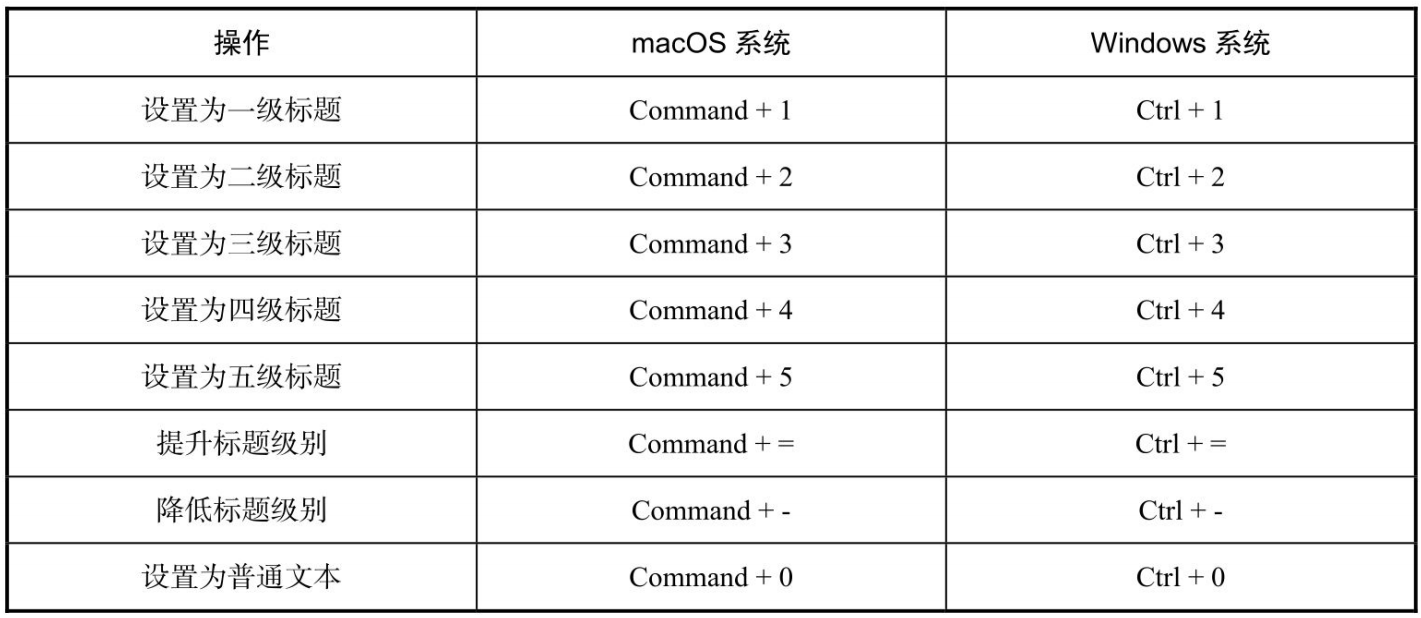 操作 macOS 系统 Windows 系统
设置为一级标题 Command + 1 Ctrl + 1
设置为二级标题 Command + 2 Ctrl + 2
设置为三级标题 Command + 3 Ctrl + 3
设置为四级标题 Command + 4 Ctrl + 4
设置为五级标题 Command + 5 Ctrl + 5
提升标题级别 Command + = Ctrl + =
降低标题级别 Command + - Ctrl + -
设置为普通文本 Command + 0 Ctrl + 0